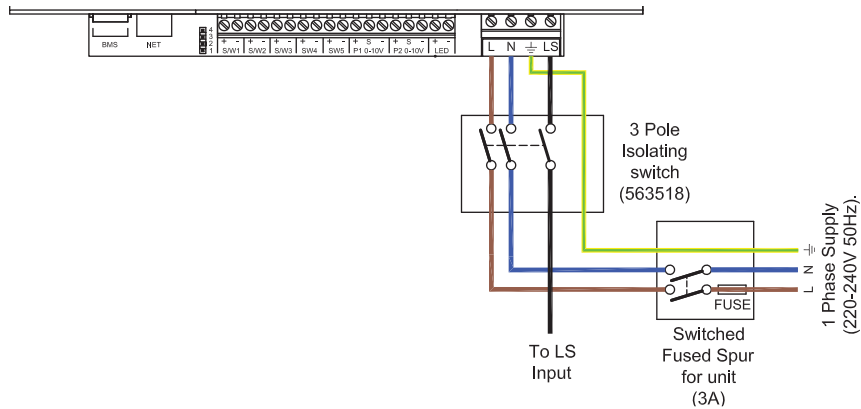 BMS
NET
4
3
2
1
+ - + - + - + - + S - + S - + -
S/W1 S/W2 S/W3 SW4 SW5 P1 0-10V P2 0-10V LED
L N LS
3 Pole
Isolating
switch
(563518)
1 Phase Supply
(220-240V 50Hz).
N
L
FUSE
Switched
Fused Spur
for unit
(3A)
To LS
Input